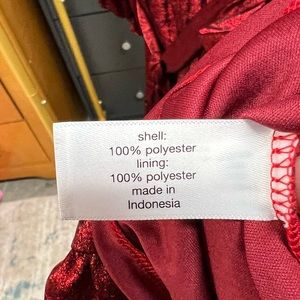 shell:
100% polyester
lining:
100% polyester
made in
Indonesia